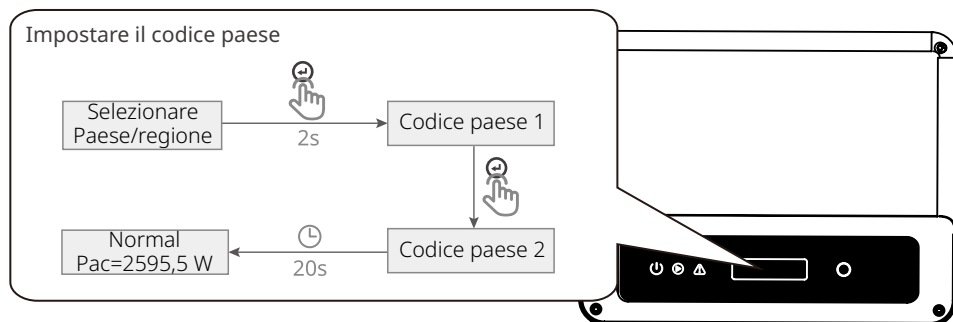 Impostare il codice paese
Selezionare
Paese/regione
2s
Codice paese 1
Normal
Pac=2595,5 W
20s
Codice paese 2